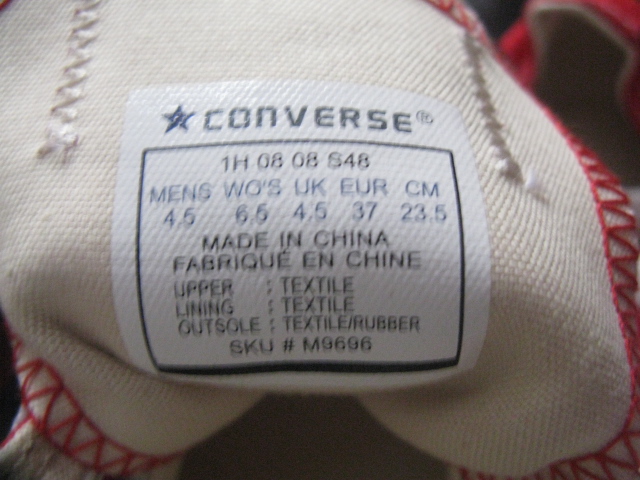 CONVERSE®
1H 08 08 S48
MENS WO'S UK EUR CM
4.5 6.5 4.5 37 23.5
MADE IN CHINA
FABRIQUÉ EN CHINE
UPPER : TEXTILE
LINING : TEXTILE
OUTSOLE : TEXTILE/RUBBER
SKU # M9696